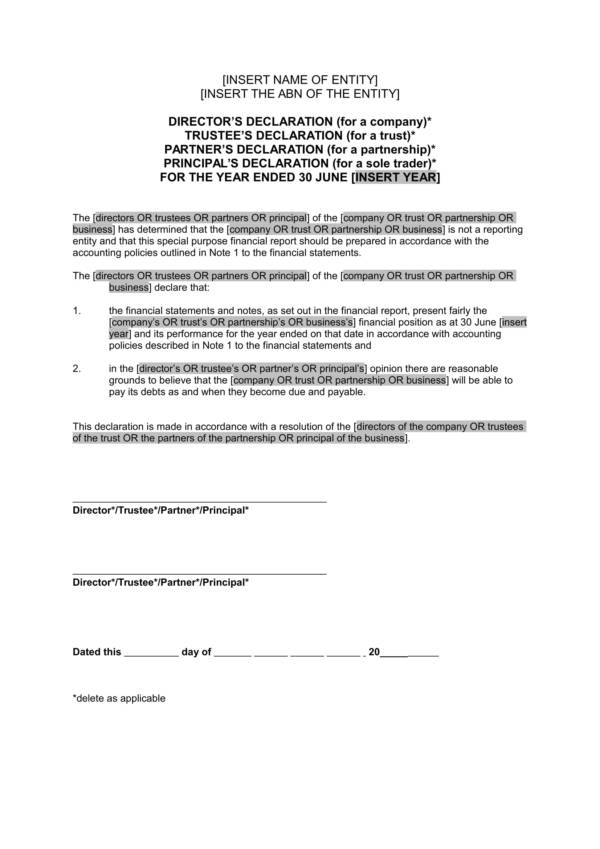 [INSERT NAME OF ENTITY]
[INSERT THE ABN OF THE ENTITY]
DIRECTOR'S DECLARATION (for a company)*
TRUSTEE'S DECLARATION (for a trust)*
PARTNER'S DECLARATION (for a partnership)*
PRINCIPAL'S DECLARATION (for a sole trader)*
FOR THE YEAR ENDED 30 JUNE [INSERT YEAR]
The [directors OR trustees OR partners OR principal] of the [company OR trust OR partnership OR
business] has determined that the [company OR trust OR partnership OR business] is not a reporting
entity and that this special purpose financial report should be prepared in accordance with the
accounting policies outlined in Note 1 to the financial statements.
The [directors OR trustees OR partners OR principal] of the [company OR trust OR partnership OR
business] declare that:
1. the financial statements and notes, as set out in the financial report, present fairly the
[company's OR trust's OR partnership's OR business's] financial position as at 30 June [insert
year] and its performance for the year ended on that date in accordance with accounting
policies described in Note 1 to the financial statements and
2. in the [director's OR trustee's OR partner's OR principal's] opinion there are reasonable
grounds to believe that the [company OR trust OR partnership OR business] will be able to
pay its debts as and when they become due and payable.
This declaration is made in accordance with a resolution of the [directors of the company OR trustees
of the trust OR the partners of the partnership OR principal of the business].
Director*/Trustee*/Partner*/Principal*
Director*/Trustee*/Partner*/Principal*
Dated this __________ day of _______ ______ ______ ______ _ 20___________
*delete as applicable